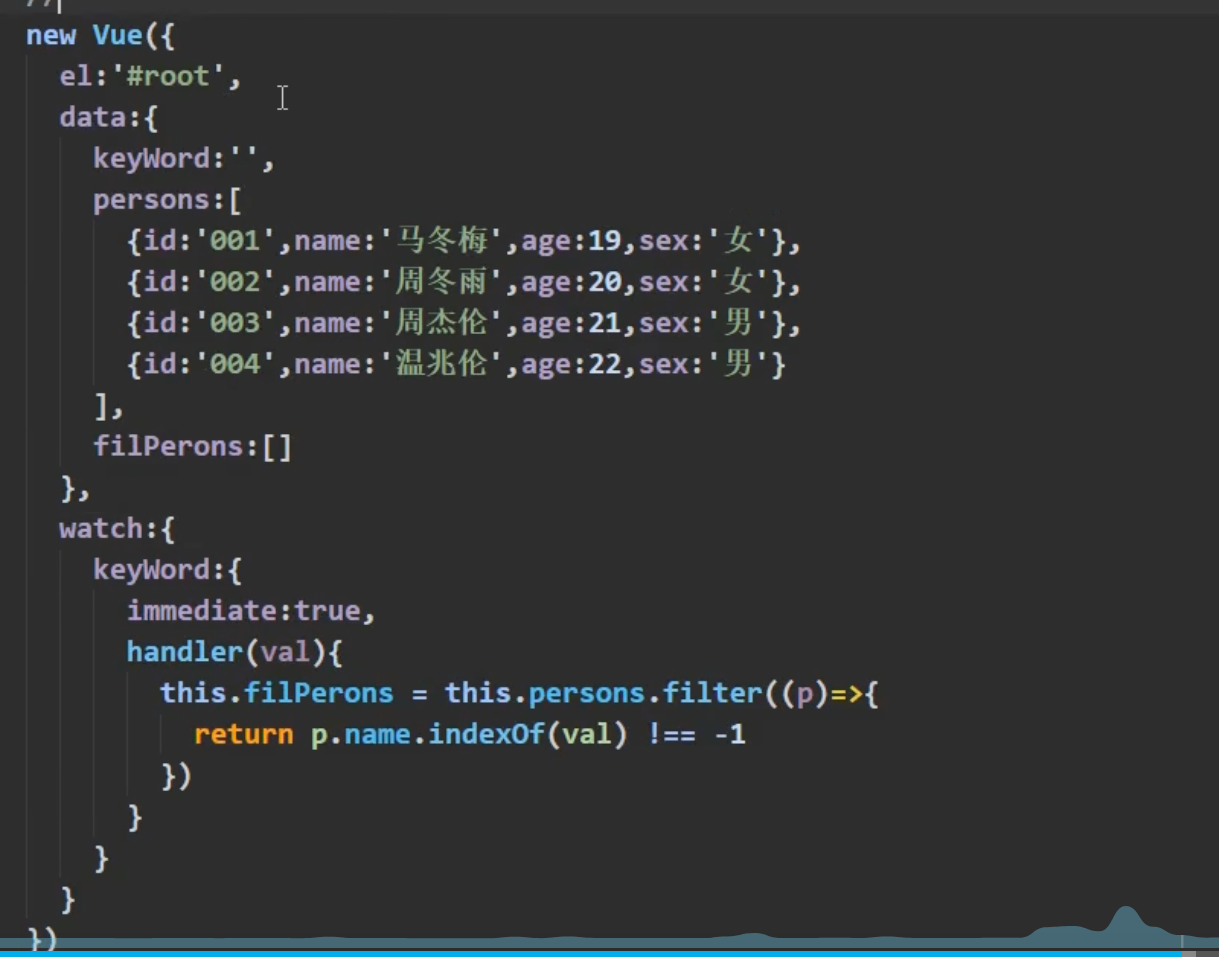 //
new Vue({
el:'#root',
data:{
keyWord:'',
persons:[
{id:'001',name:'马冬梅',age:19,sex:'女'},
{id:'002',name:'周冬雨',age:20,sex:'女'},
{id:'003',name:'周杰伦',age:21,sex:'男'},
{id:'004',name:'温兆伦',age:22,sex:'男'}
],
filPerons:[]
},
watch:{
keyWord:{
immediate:true,
handler(val){
this.filPerons = this.persons.filter((p)=>{
return p.name.indexOf(val) !== -1
})
}
}
}
})